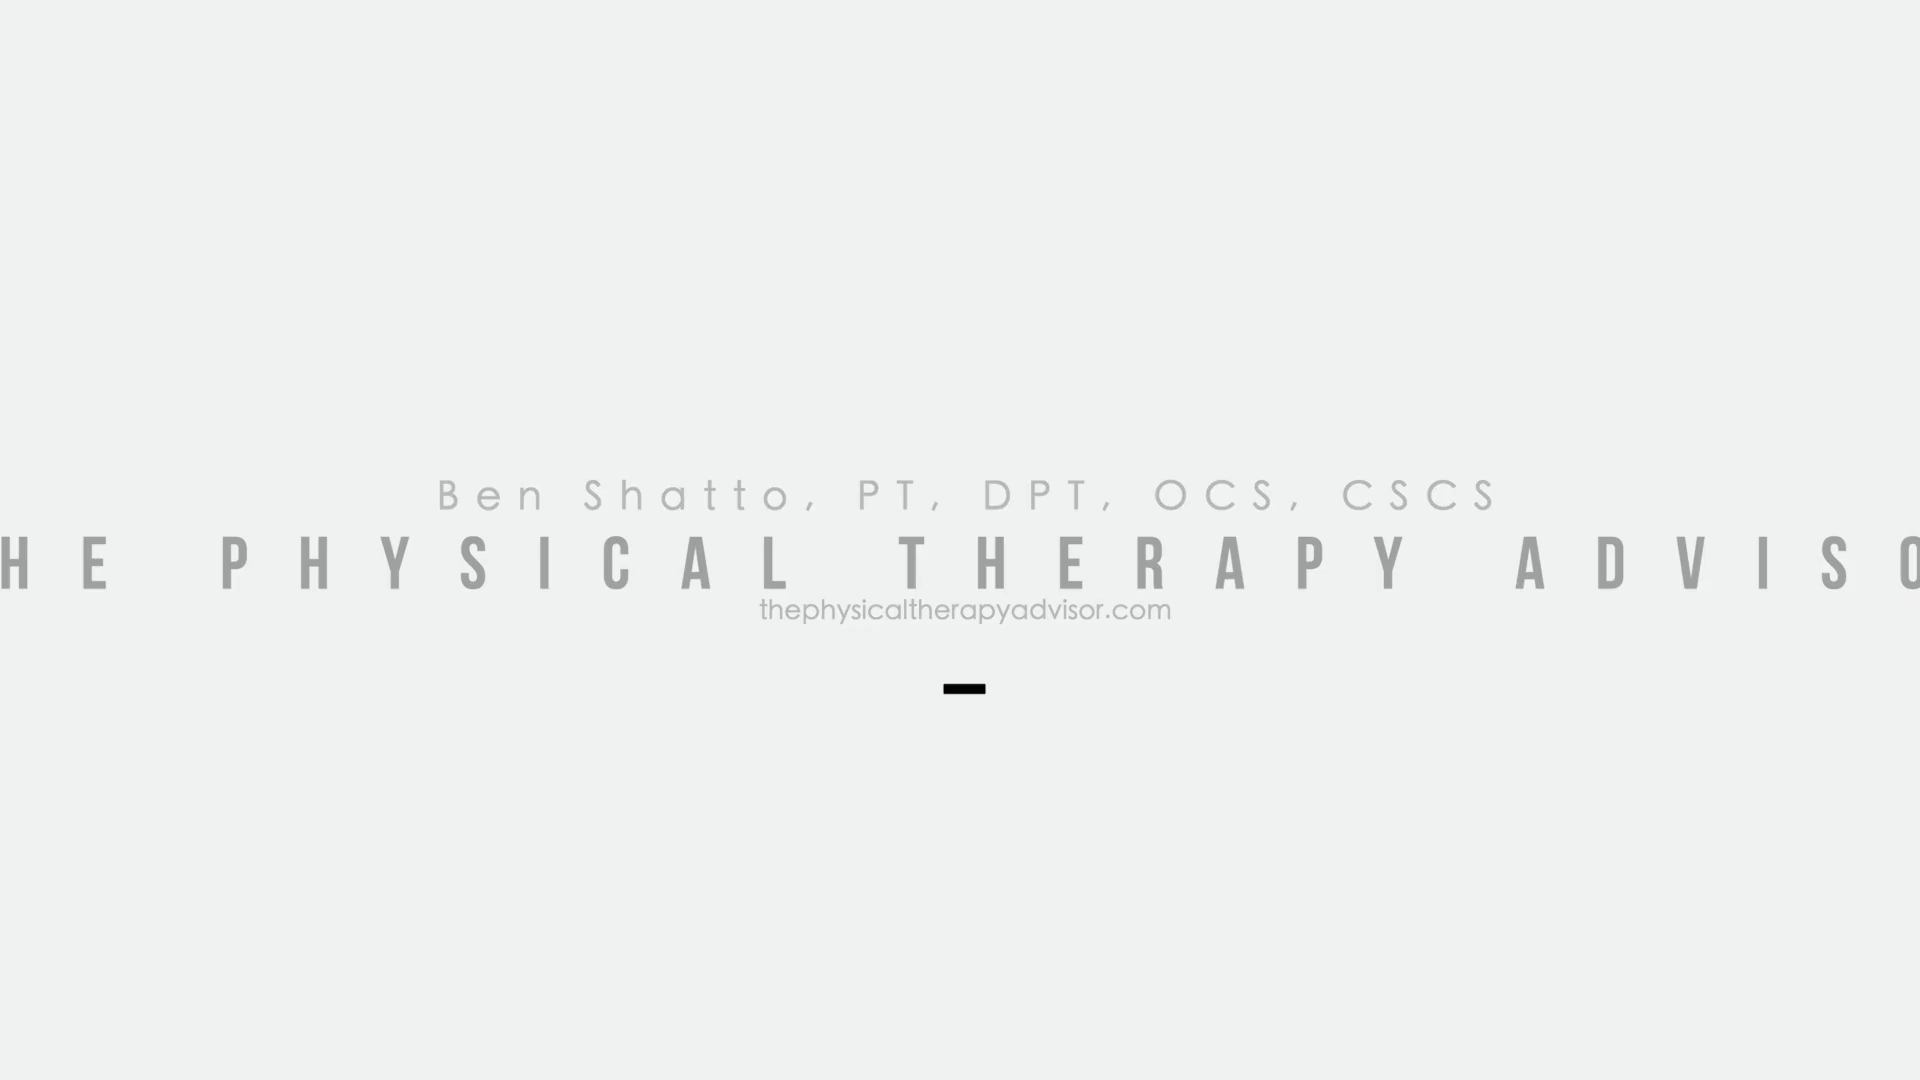 Ben Shatto, PT, DPT, OCS, CSCS
HE PHYSICAL THERAPY ADVISO
thephysicaltherapyadvisor.com